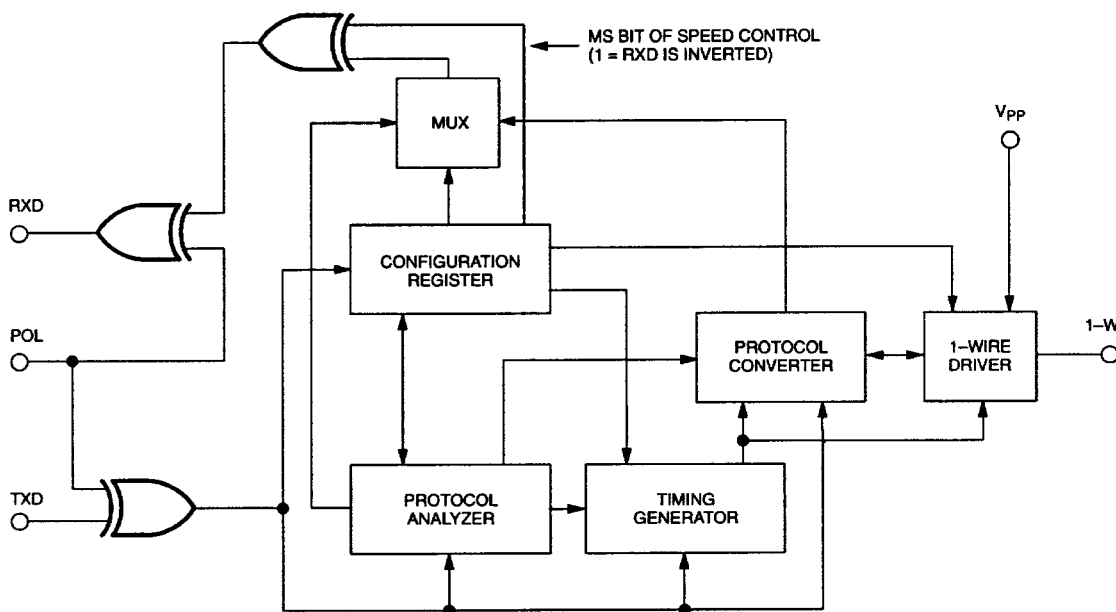 MS BIT OF SPEED CONTROL
(1 = RXD IS INVERTED)
MUX
VPP
RXD
CONFIGURATION
REGISTER
POL
PROTOCOL
CONVERTER
1–WIRE
DRIVER
1–W
TXD
PROTOCOL
ANALYZER
TIMING
GENERATOR